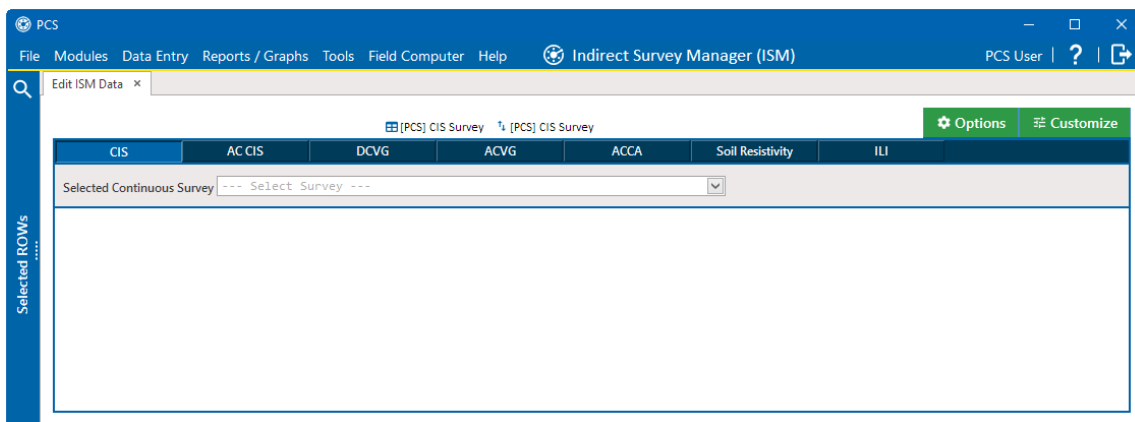 PCS
File Modules Data Entry Reports / Graphs Tools Field Computer Help Indirect Survey Manager (ISM) PCS User | ? |
Edit ISM Data ×
[PCS] CIS Survey [PCS] CIS Survey Options Customize
CIS AC CIS DCVG ACVG ACCA Soil Resistivity ILI
Selected Continuous Survey --- Select Survey ---
Selected ROWs